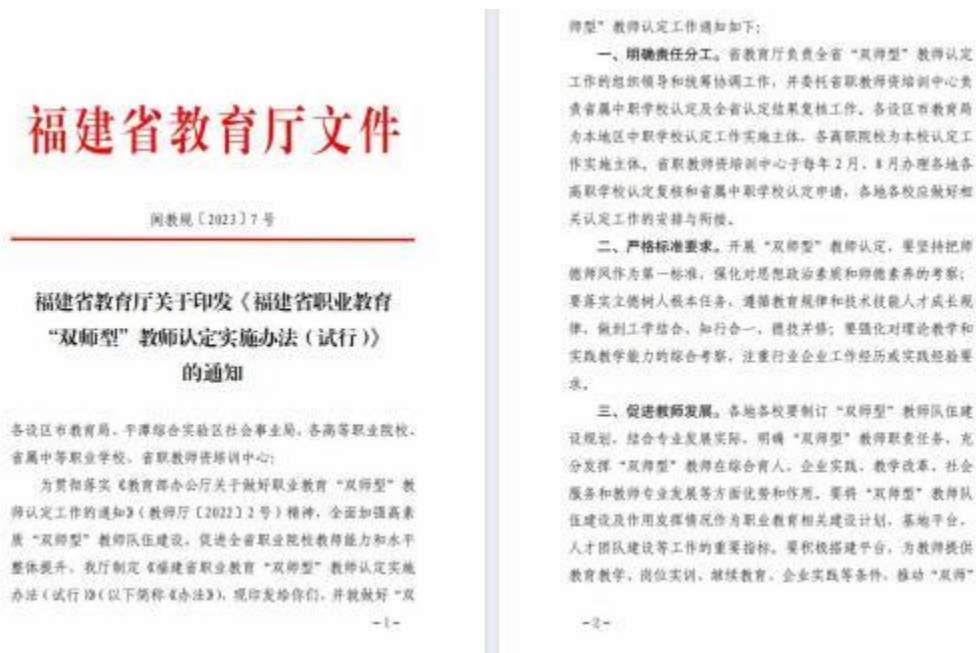 福建省教育厅文件
闽教规〔2023〕7号
福建省教育厅关于印发《福建省职业教育
“双师型”教师认定实施办法（试行）》
的通知
各设区市教育局、平潭综合实验区社会事业局、各高等职业院校、
省属中等职业学校、省职教师资培训中心：
为贯彻落实《教育部办公厅关于做好职业教育“双师型”教
师认定工作的通知》（教师厅〔2022〕2号）精神，全面加强高素
质“双师型”教师队伍建设，促进全省职业院校教师能力和水平
整体提升，我厅制定《福建省职业教育“双师型”教师认定实施
办法（试行）》（以下简称《办法》），现印发给你们，并就做好“双
-1-
师型”教师认定工作通知如下：
一、明确责任分工。省教育厅负责全省“双师型”教师认定
工作的组织领导和统筹协调工作，并委托省职教师资培训中心负
责省属中职学校认定及全省认定结果复核工作。各设区市教育局
为本地区中职学校认定工作实施主体，各高职院校为本校认定工
作实施主体。省职教师资培训中心于每年2月、8月办理各地各
高职学校认定复核和省属中职学校认定申请，各地各校应做好相
关认定工作的安排与衔接。
二、严格标准要求。开展“双师型”教师认定，要坚持把师
德师风作为第一标准，强化对思想政治素质和师德素养的考察；
要落实立德树人根本任务，遵循教育规律和技术技能人才成长规
律，做到工学结合、知行合一、德技并修；要强化对理论教学和
实践教学能力的综合考察，注重行业企业工作经历或实践经验要
求。
三、促进教师发展。各地各校要制订“双师型”教师队伍建
设规划，结合专业发展实际，明确“双师型”教师职责任务，充
分发挥“双师型”教师在综合育人、企业实践、教学改革、社会
服务和教师专业发展等方面优势和作用。要将“双师型”教师队
伍建设及作用发挥情况作为职业教育相关建设计划、基地平台、
人才团队建设等工作的重要指标。要积极搭建平台，为教师提供
教育教学、岗位实训、继续教育、企业实践等条件，推动“双师”
-2-